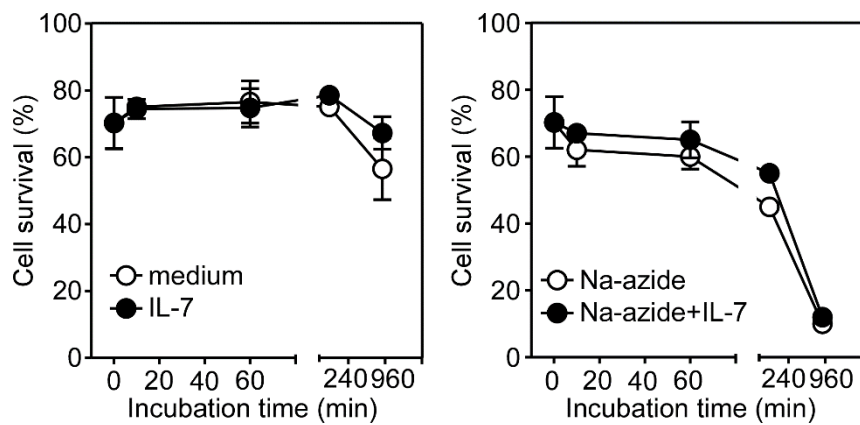 100
80
60
40
20
0
Cell survival (%)
medium
IL-7
0 20 40 60 240 960
Incubation time (min)
100
80
60
40
20
0
Cell survival (%)
Na-azide
Na-azide+IL-7
0 20 40 60 240 960
Incubation time (min)